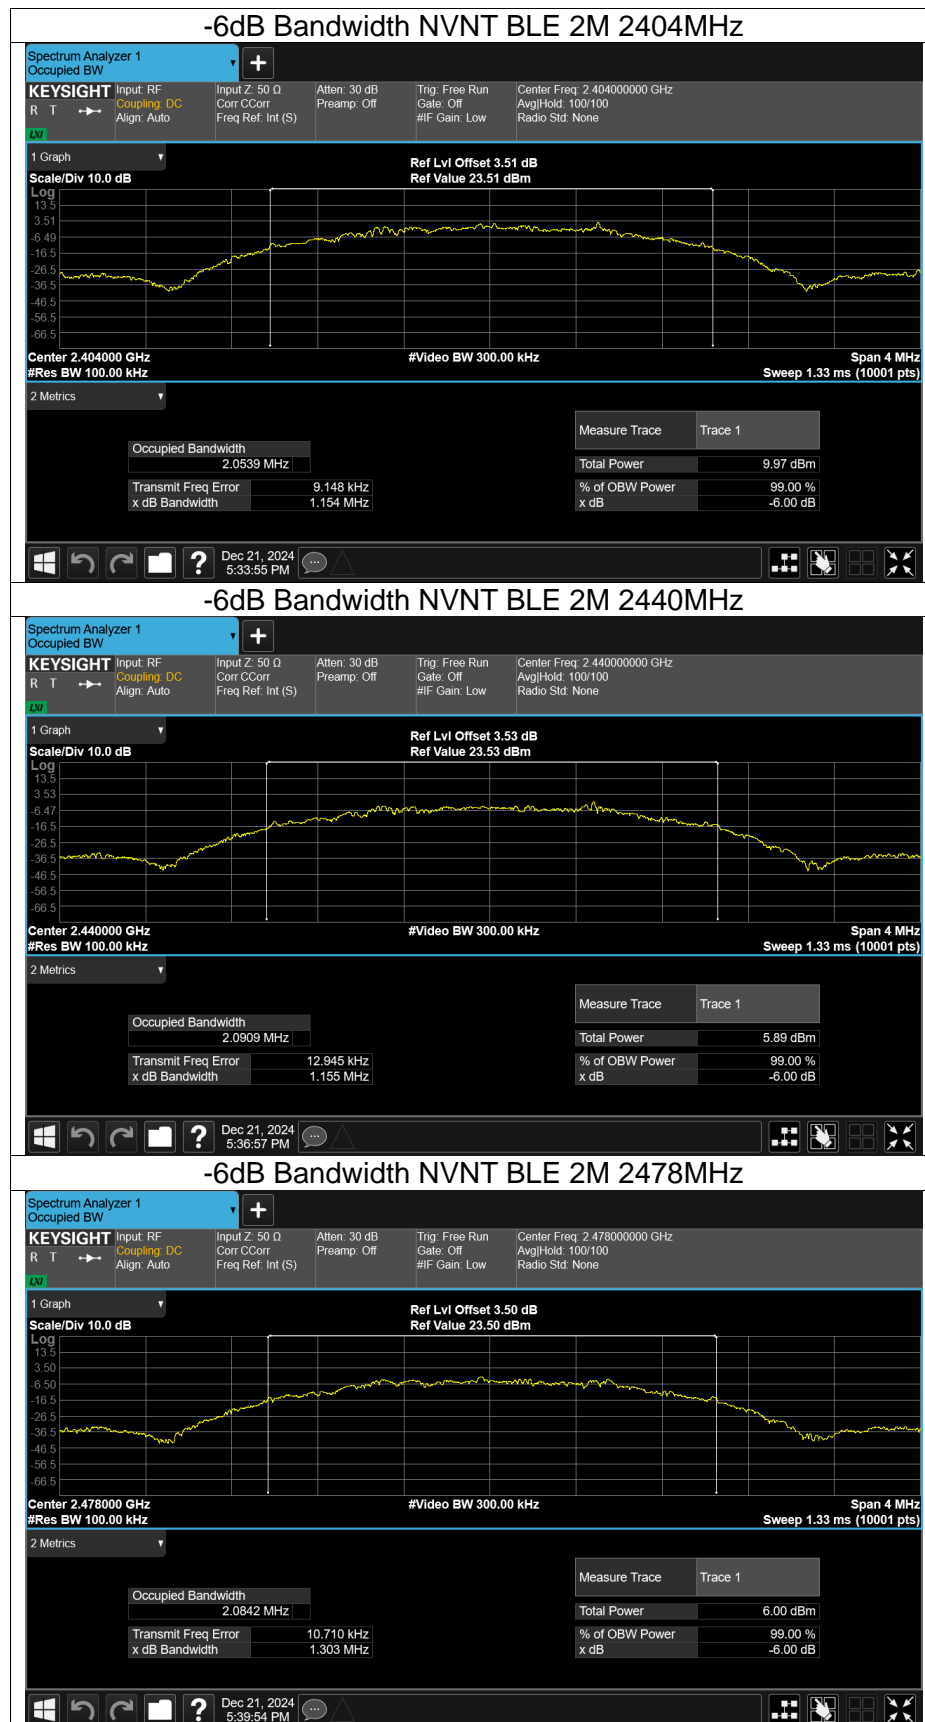 -6dB Bandwidth NVNT BLE 2M 2404MHz
Spectrum Analyzer 1
Occupied BW
KEYSIGHT
R T
LXI
Input: RF
Coupling: DC
Align: Auto
Input Z: 50 Ω
Corr CCorr
Freq Ref: Int (S)
Atten: 30 dB
Preamp: Off
Trig: Free Run
Gate: Off
#IF Gain: Low
Center Freq: 2.404000000 GHz
Avg|Hold: 100/100
Radio Std: None
1 Graph
Scale/Div 10.0 dB
Ref Lvl Offset 3.51 dB
Ref Value 23.51 dBm
Log
13.5
3.51
-6.49
-16.5
-26.5
-36.5
-46.5
-56.5
-66.5
Center 2.404000 GHz
#Res BW 100.00 kHz
#Video BW 300.00 kHz
Span 4 MHz
Sweep 1.33 ms (10001 pts)
2 Metrics
Occupied Bandwidth
2.0539 MHz
Transmit Freq Error 9.148 kHz
x dB Bandwidth 1.154 MHz
Measure Trace Trace 1
Total Power 9.97 dBm
% of OBW Power 99.00 %
x dB -6.00 dB
?
Dec 21, 2024
5:33:55 PM
-6dB Bandwidth NVNT BLE 2M 2440MHz
Spectrum Analyzer 1
Occupied BW
KEYSIGHT
R T
LXI
Input: RF
Coupling: DC
Align: Auto
Input Z: 50 Ω
Corr CCorr
Freq Ref: Int (S)
Atten: 30 dB
Preamp: Off
Trig: Free Run
Gate: Off
#IF Gain: Low
Center Freq: 2.440000000 GHz
Avg|Hold: 100/100
Radio Std: None
1 Graph
Scale/Div 10.0 dB
Ref Lvl Offset 3.53 dB
Ref Value 23.53 dBm
Log
13.5
3.53
-6.47
-16.5
-26.5
-36.5
-46.5
-56.5
-66.5
Center 2.440000 GHz
#Res BW 100.00 kHz
#Video BW 300.00 kHz
Span 4 MHz
Sweep 1.33 ms (10001 pts)
2 Metrics
Occupied Bandwidth
2.0909 MHz
Transmit Freq Error 12.945 kHz
x dB Bandwidth 1.155 MHz
Measure Trace Trace 1
Total Power 5.89 dBm
% of OBW Power 99.00 %
x dB -6.00 dB
?
Dec 21, 2024
5:36:57 PM
-6dB Bandwidth NVNT BLE 2M 2478MHz
Spectrum Analyzer 1
Occupied BW
KEYSIGHT
R T
LXI
Input: RF
Coupling: DC
Align: Auto
Input Z: 50 Ω
Corr CCorr
Freq Ref: Int (S)
Atten: 30 dB
Preamp: Off
Trig: Free Run
Gate: Off
#IF Gain: Low
Center Freq: 2.478000000 GHz
Avg|Hold: 100/100
Radio Std: None
1 Graph
Scale/Div 10.0 dB
Ref Lvl Offset 3.50 dB
Ref Value 23.50 dBm
Log
13.5
3.50
-6.50
-16.5
-26.5
-36.5
-46.5
-56.5
-66.5
Center 2.478000 GHz
#Res BW 100.00 kHz
#Video BW 300.00 kHz
Span 4 MHz
Sweep 1.33 ms (10001 pts)
2 Metrics
Occupied Bandwidth
2.0842 MHz
Transmit Freq Error 10.710 kHz
x dB Bandwidth 1.303 MHz
Measure Trace Trace 1
Total Power 6.00 dBm
% of OBW Power 99.00 %
x dB -6.00 dB
?
Dec 21, 2024
5:39:54 PM